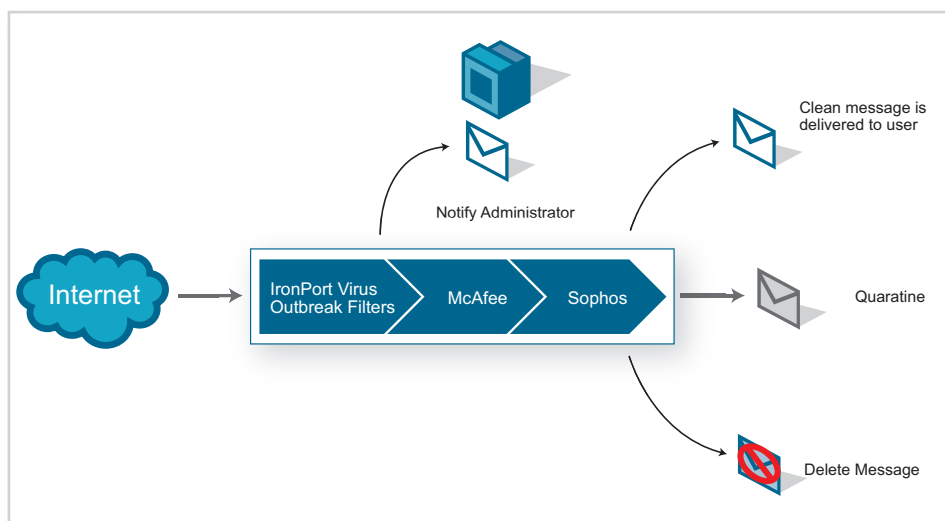 Clean message is
delivered to user
Notify Administrator
Internet
IronPort Virus
Outbreak Filters
McAfee
Sophos
Quaratine
Delete Message